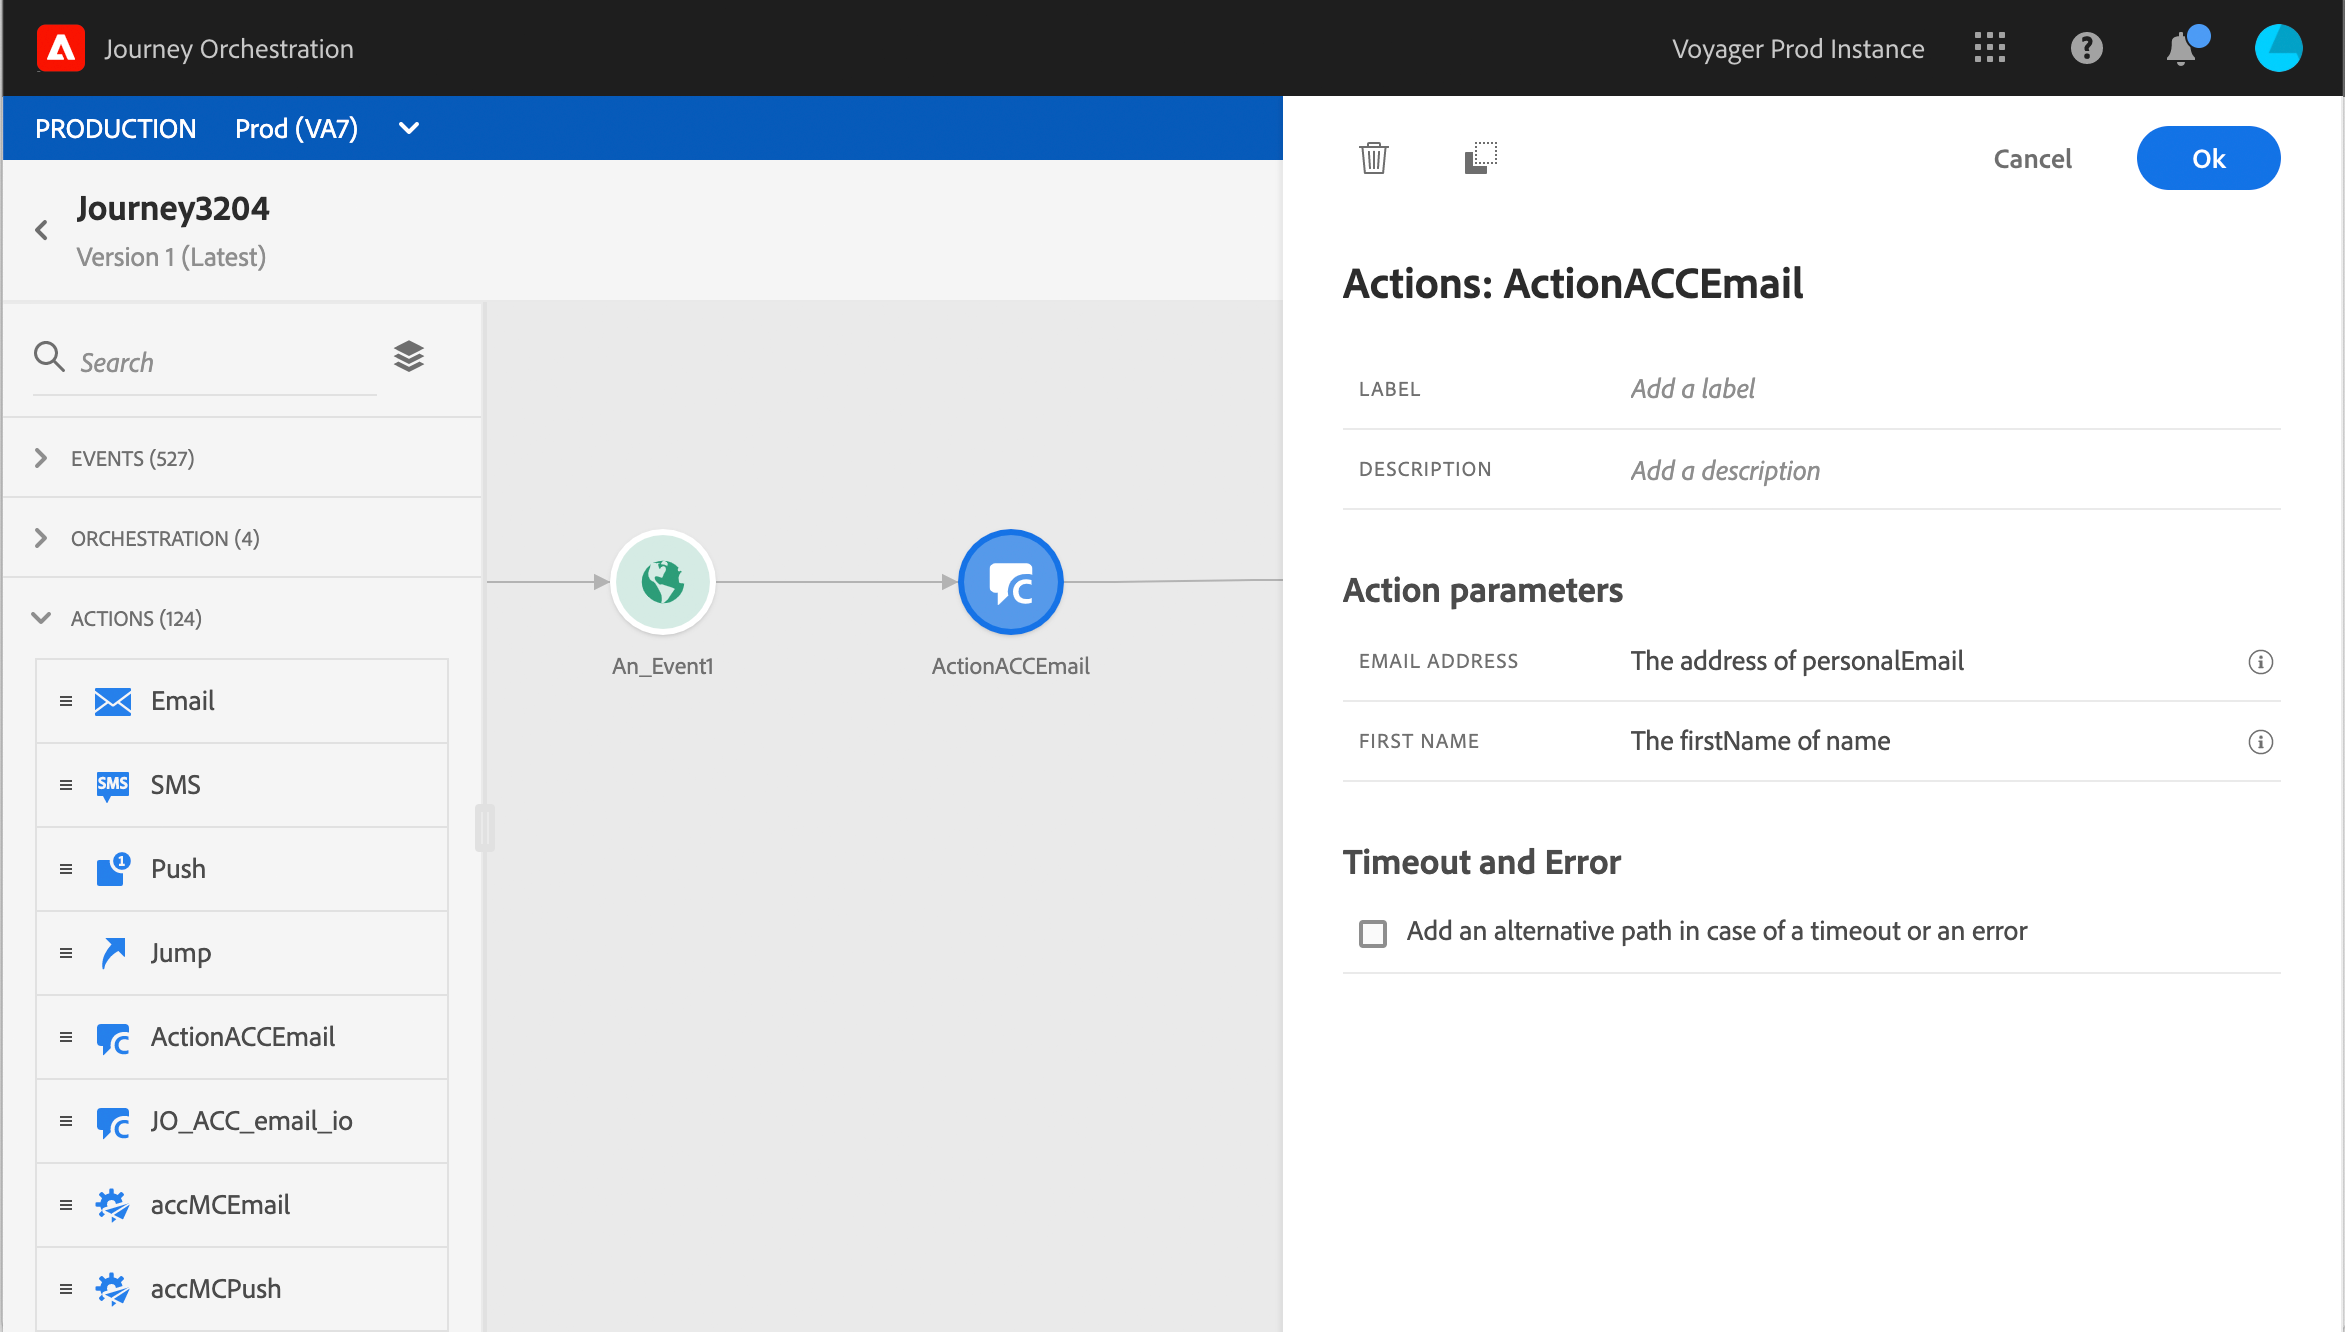 Journey Orchestration
Voyager Prod Instance
PRODUCTION Prod (VA7)
Cancel
Ok
Journey3204
Version 1 (Latest)
Search
EVENTS (527)
ORCHESTRATION (4)
ACTIONS (124)
Email
SMS SMS
1 Push
Jump
ActionACCEmail
JO_ACC_email_io
accMCEmail
accMCPush
An_Event1
ActionACCEmail
Actions: ActionACCEmail
LABEL Add a label
DESCRIPTION Add a description
Action parameters
EMAIL ADDRESS The address of personalEmail
FIRST NAME The firstName of name
Timeout and Error
Add an alternative path in case of a timeout or an error